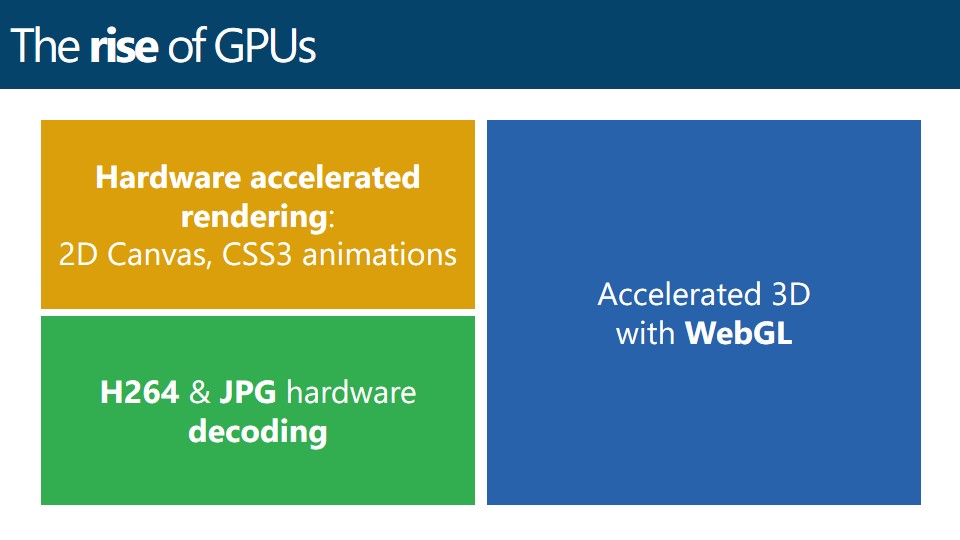 The rise of GPUs
Hardware accelerated
rendering:
2D Canvas, CSS3 animations
H264 & JPG hardware
decoding
Accelerated 3D
with WebGL